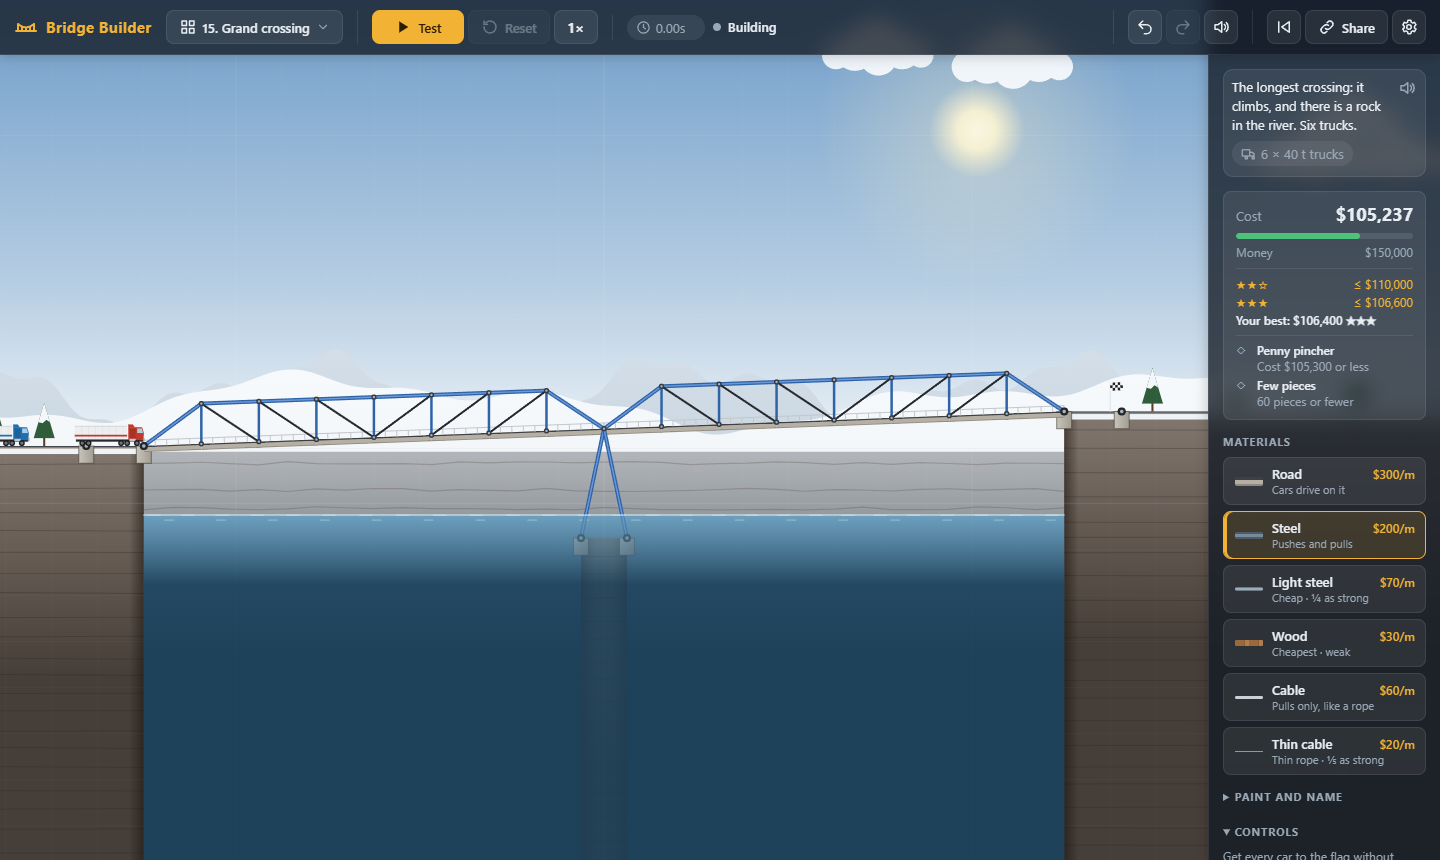 Bridge Builder
15. Grand crossing
Test
Reset
1×
0.00s
Building
Share
The longest crossing: it
climbs, and there is a rock
in the river. Six trucks.
6 × 40 t trucks
Cost $105,237
Money $150,000
★★☆ ≤ $110,000
★★★ ≤ $106,600
Your best: $106,400 ★★★
Penny pincher
Cost $105,300 or less
Few pieces
60 pieces or fewer
MATERIALS
Road $300/m
Cars drive on it
Steel $200/m
Pushes and pulls
Light steel $70/m
Cheap · ¼ as strong
Wood $30/m
Cheapest · weak
Cable $60/m
Pulls only, like a rope
Thin cable $20/m
Thin rope · ⅓ as strong
PAINT AND NAME
CONTROLS
Get every car to the flag without